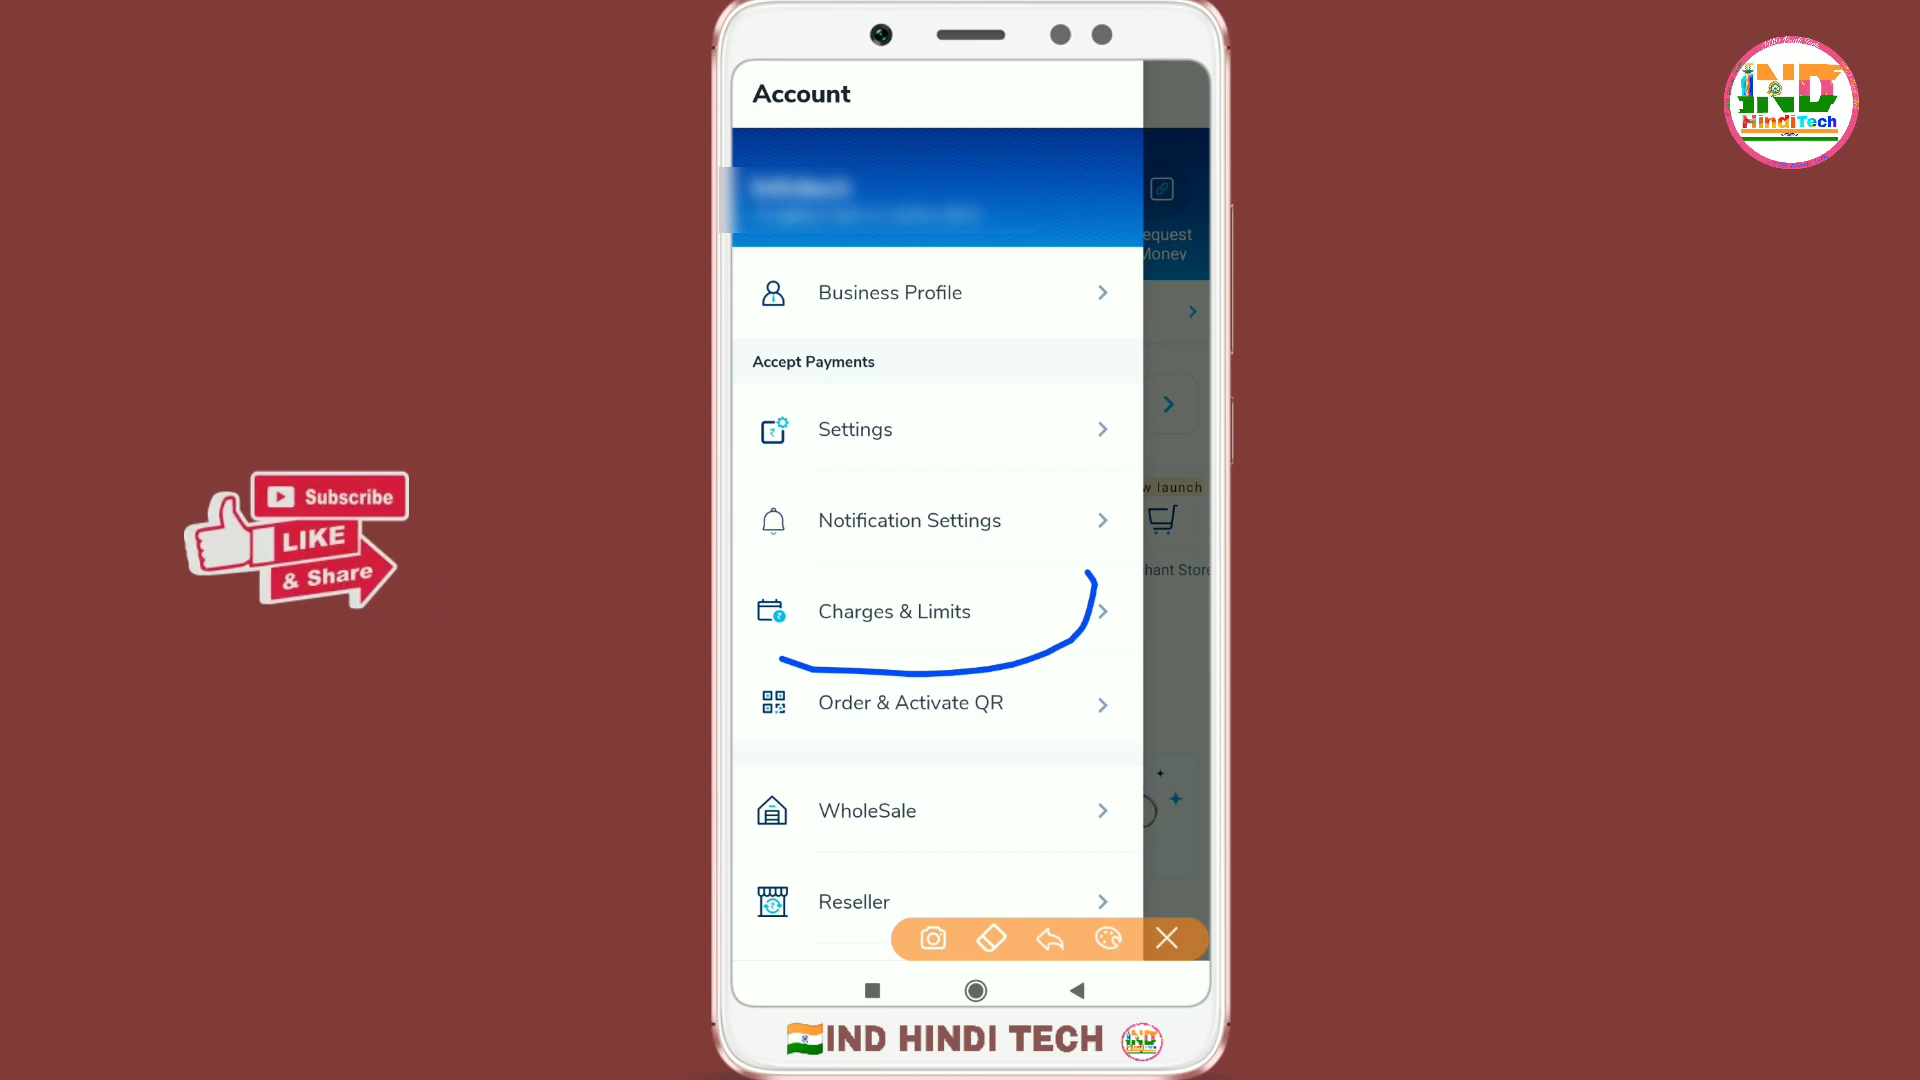 Account
equest
Money
Business Profile
Accept Payments
Settings
w launch
Notification Settings
hant Store
Charges & Limits
Order & Activate QR
WholeSale
Reseller
IND HINDI TECH
IND
HindiTech
Subscribe
LIKE
& Share